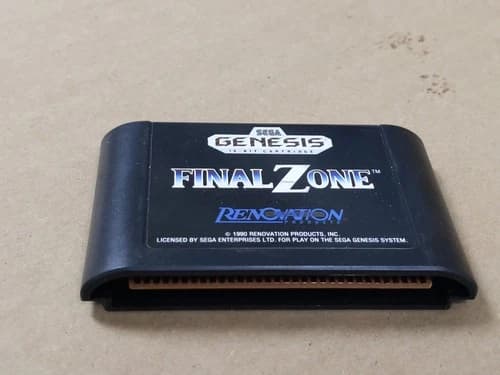 SEGA
GENESIS
16-BIT CARTRIDGE
FINAL ZONE™
RENOVATION
PRODUCTS
© 1990 RENOVATION PRODUCTS, INC.
LICENSED BY SEGA ENTERPRISES LTD. FOR PLAY ON THE SEGA GENESIS SYSTEM.